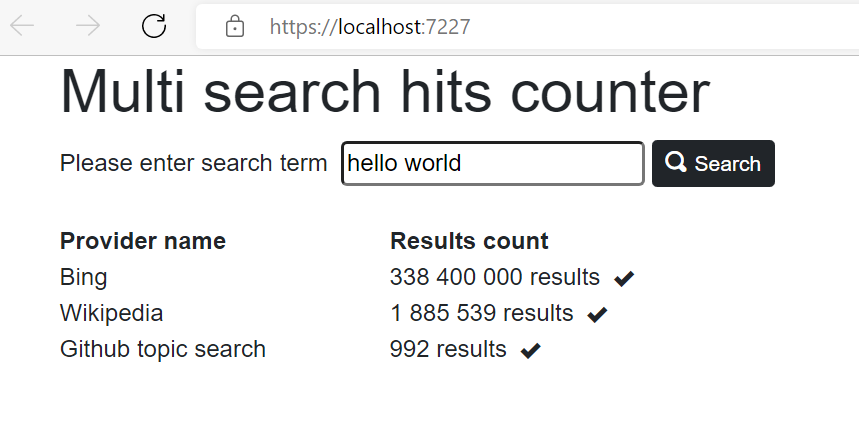 https://localhost:7227
Multi search hits counter
Please enter search term hello world Search
Provider name Results count
Bing 338 400 000 results
Wikipedia 1 885 539 results
Github topic search 992 results